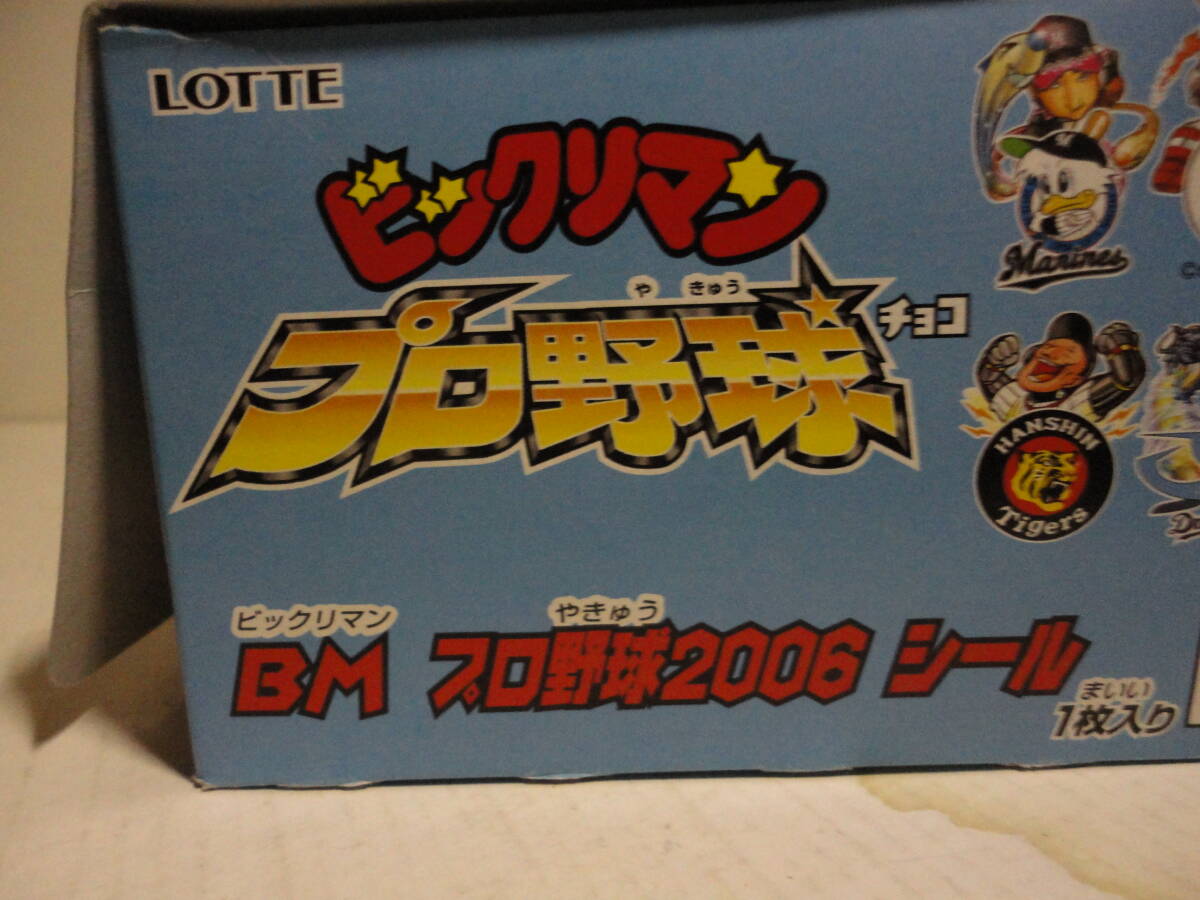 LOTTE
ビックリマン
や きゅう
プロ野球 チョコ
Marines
©
HANSHIN
Tigers
ビックリマン やきゅう
BM プロ野球2006 シール
まいい
1枚入り